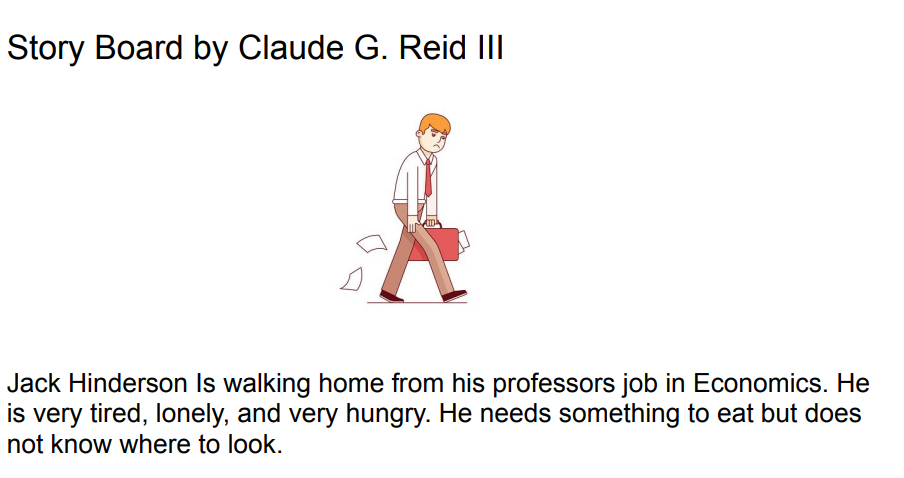 Story Board by Claude G. Reid III
Jack Hinderson Is walking home from his professors job in Economics. He
is very tired, lonely, and very hungry. He needs something to eat but does
not know where to look.